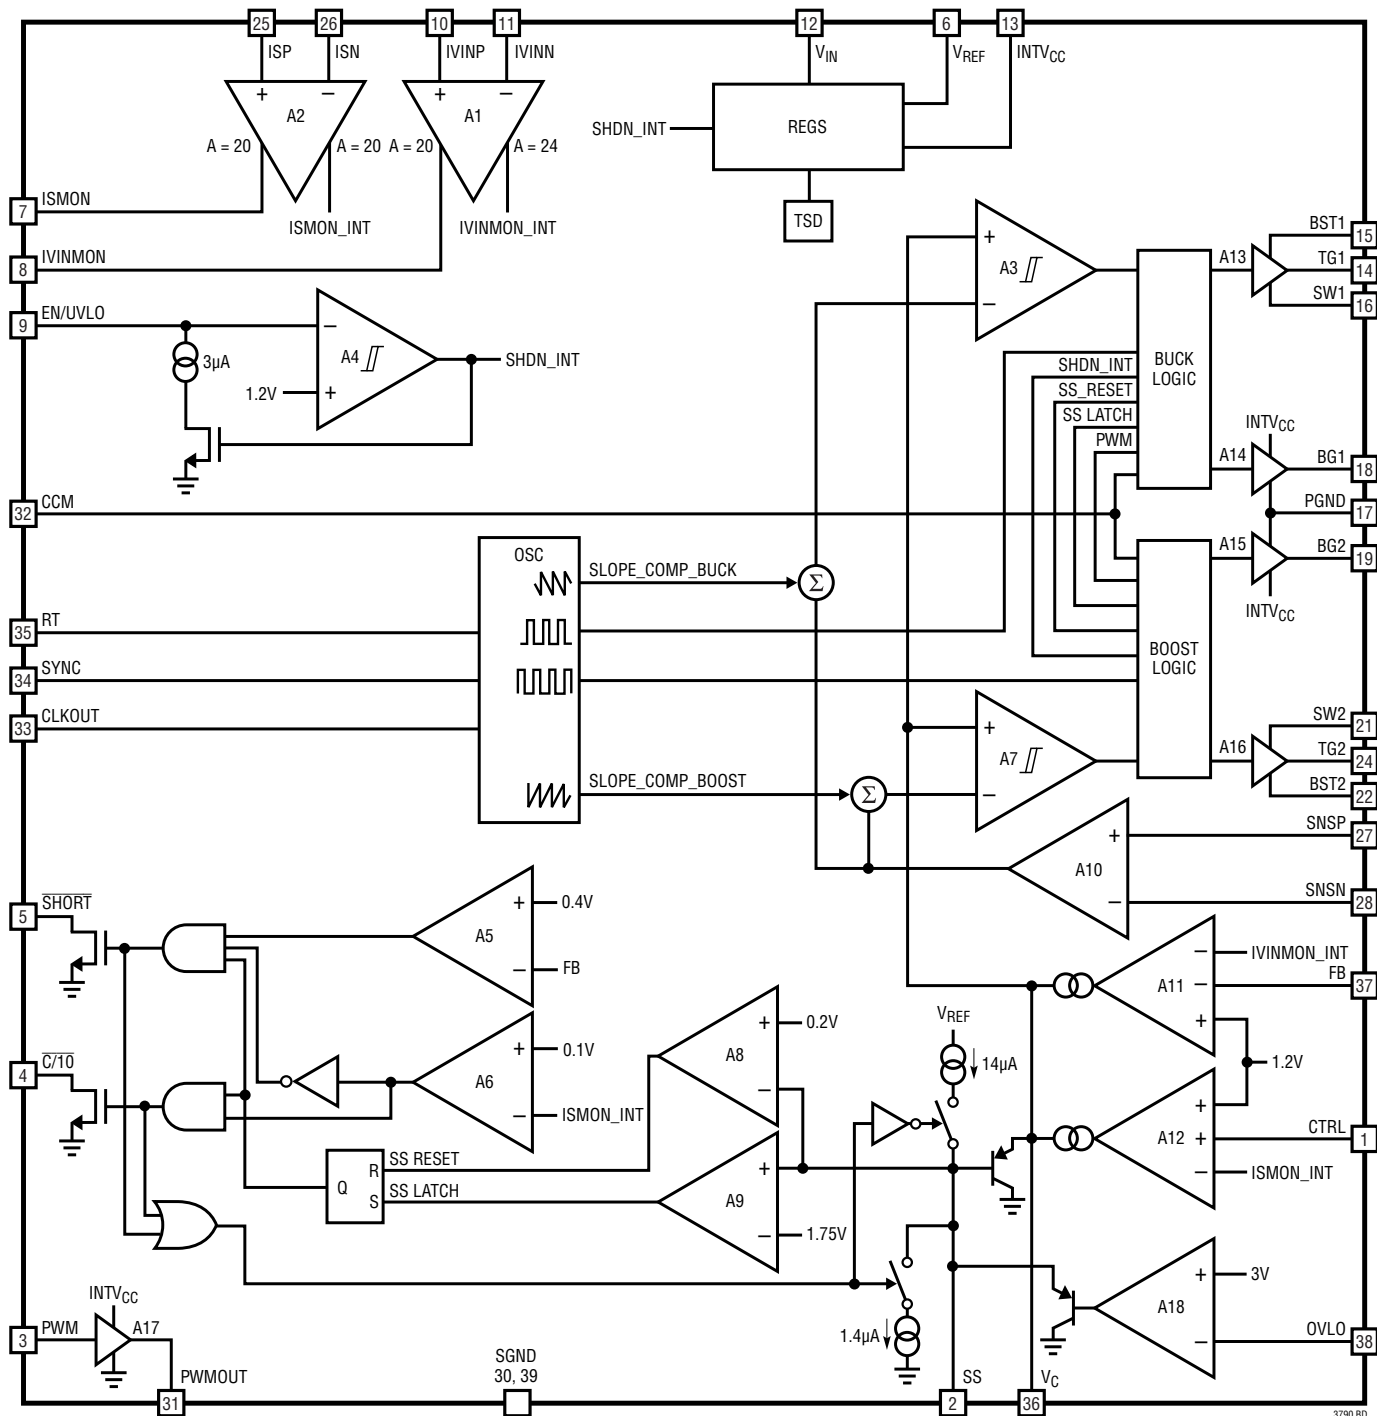 25 26 10 11 12 6 13
ISP ISN IVINP IVINN VIN VREF INTVCC
+ − + −
A2 A1
A = 20 A = 20 A = 20 A = 24
SHDN_INT REGS
TSD
7 ISMON
ISMON_INT IVINMON_INT
8 IVINMON
9 EN/UVLO
3µA
−
A4
1.2V +
SHDN_INT
+
A3
−
BUCK
LOGIC
SHDN_INT
SS_RESET
SS LATCH
PWM
A13
BST1 15
TG1 14
SW1 16
INTVCC
A14
BG1 18
PGND 17
A15
BG2 19
INTVCC
32 CCM
OSC
SLOPE_COMP_BUCK
Σ
35 RT
34 SYNC
33 CLKOUT
BOOST
LOGIC
+
A7
−
SLOPE_COMP_BOOST
Σ
A16
SW2 21
TG2 24
BST2 22
SNSP 27
+
A10
−
SNSN 28
5 SHORT
+ 0.4V
A5
− FB
− IVINMON_INT
A11 −
FB 37
+
1.2V
4 C/10
+ 0.1V
A6
− ISMON_INT
+ 0.2V
A8
−
VREF
14µA
+
A12 +
CTRL 1
− ISMON_INT
R SS RESET
Q
S SS LATCH
+
A9
− 1.75V
1.4µA
+ 3V
A18
−
OVLO 38
INTVCC
3 PWM A17
PWMOUT
31
SGND
30, 39
SS
2
VC
36
3790 BD